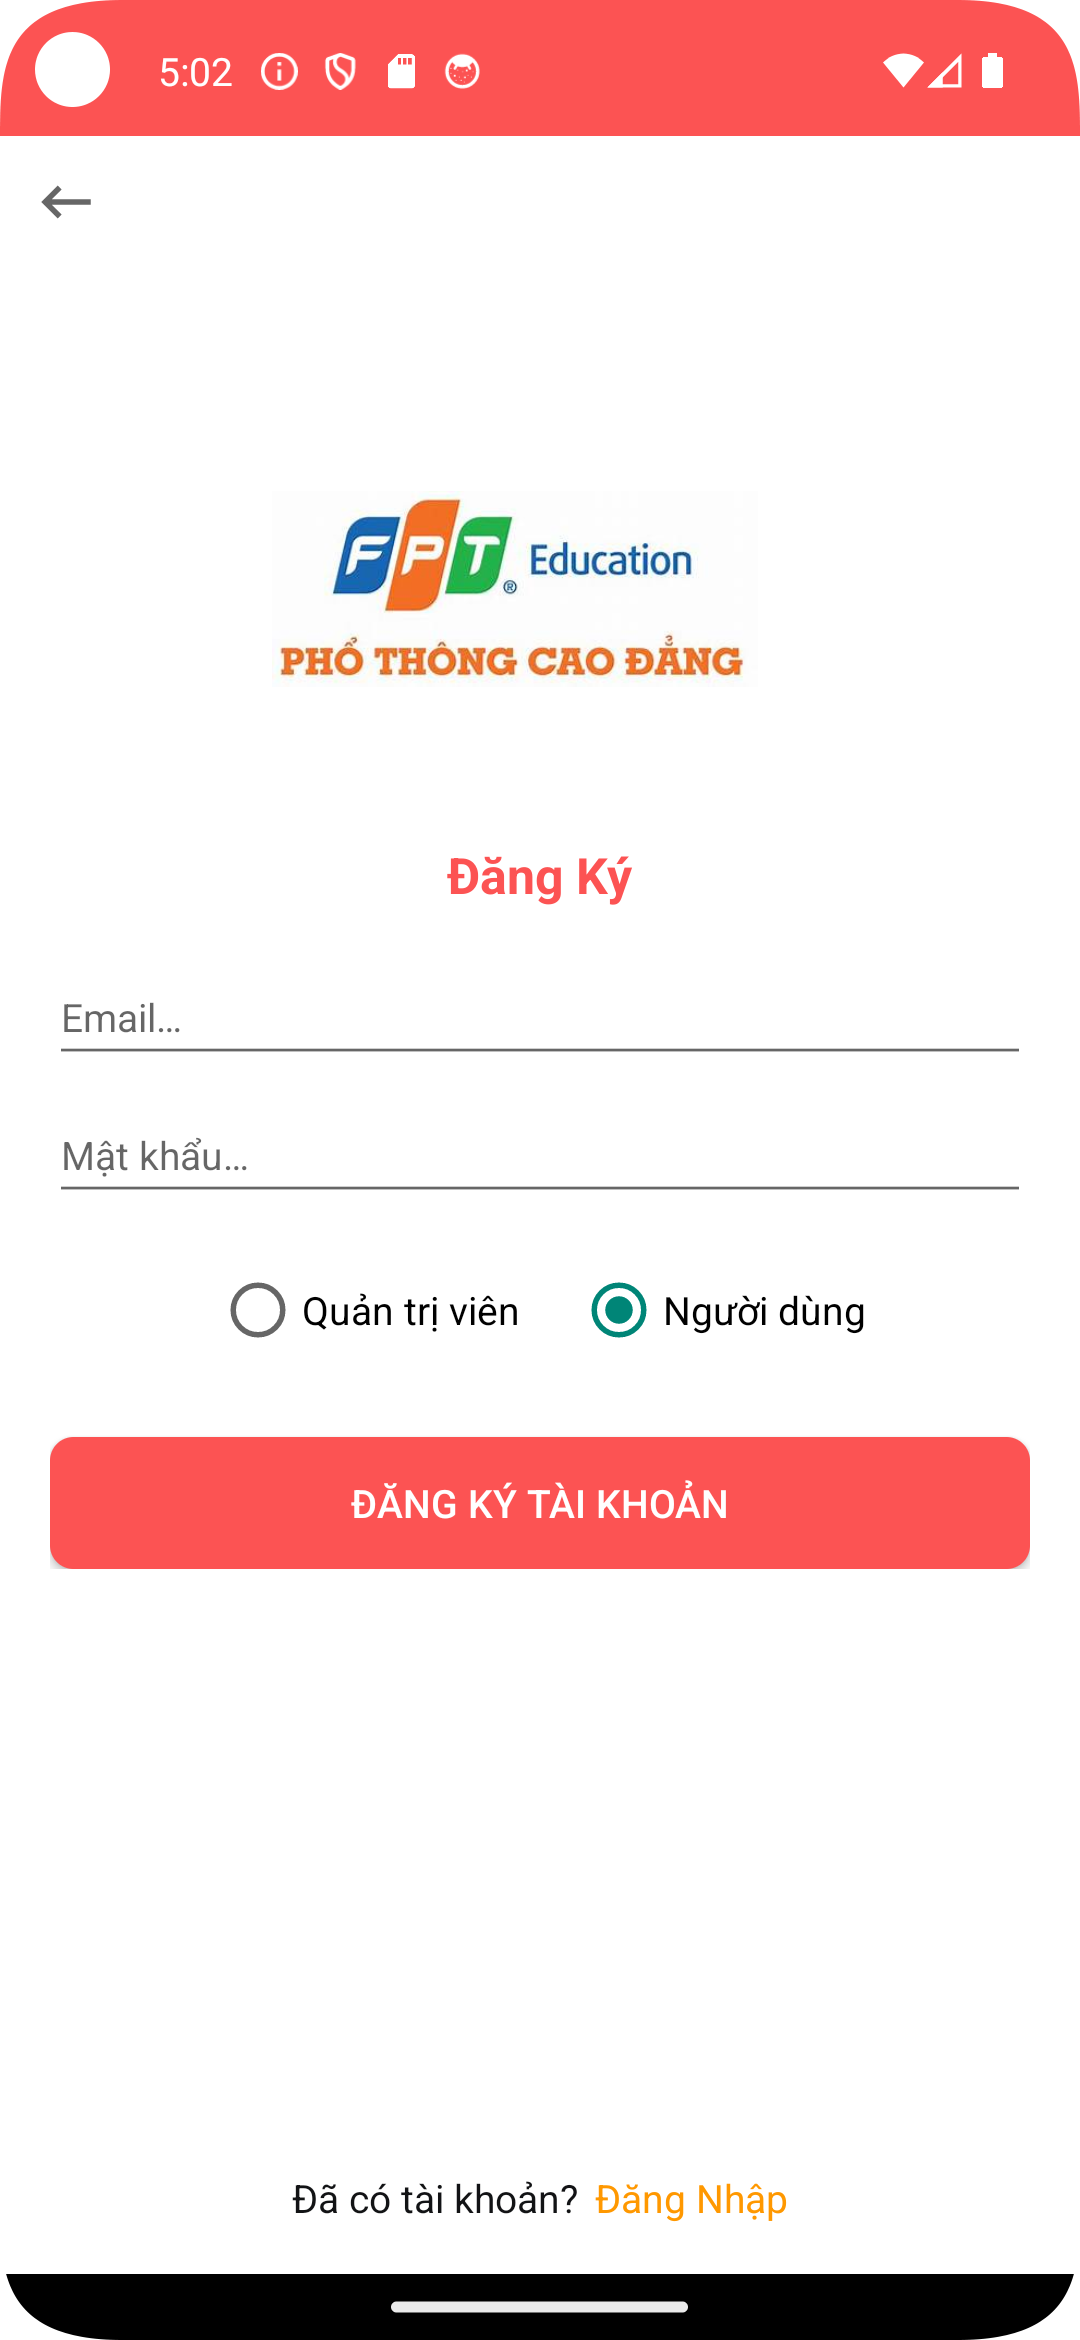 5:02
FPT® Education
PHỔ THÔNG CAO ĐẲNG
Đăng Ký
Email...
Mật khẩu...
Quản trị viên Người dùng
ĐĂNG KÝ TÀI KHOẢN
Đã có tài khoản? Đăng Nhập